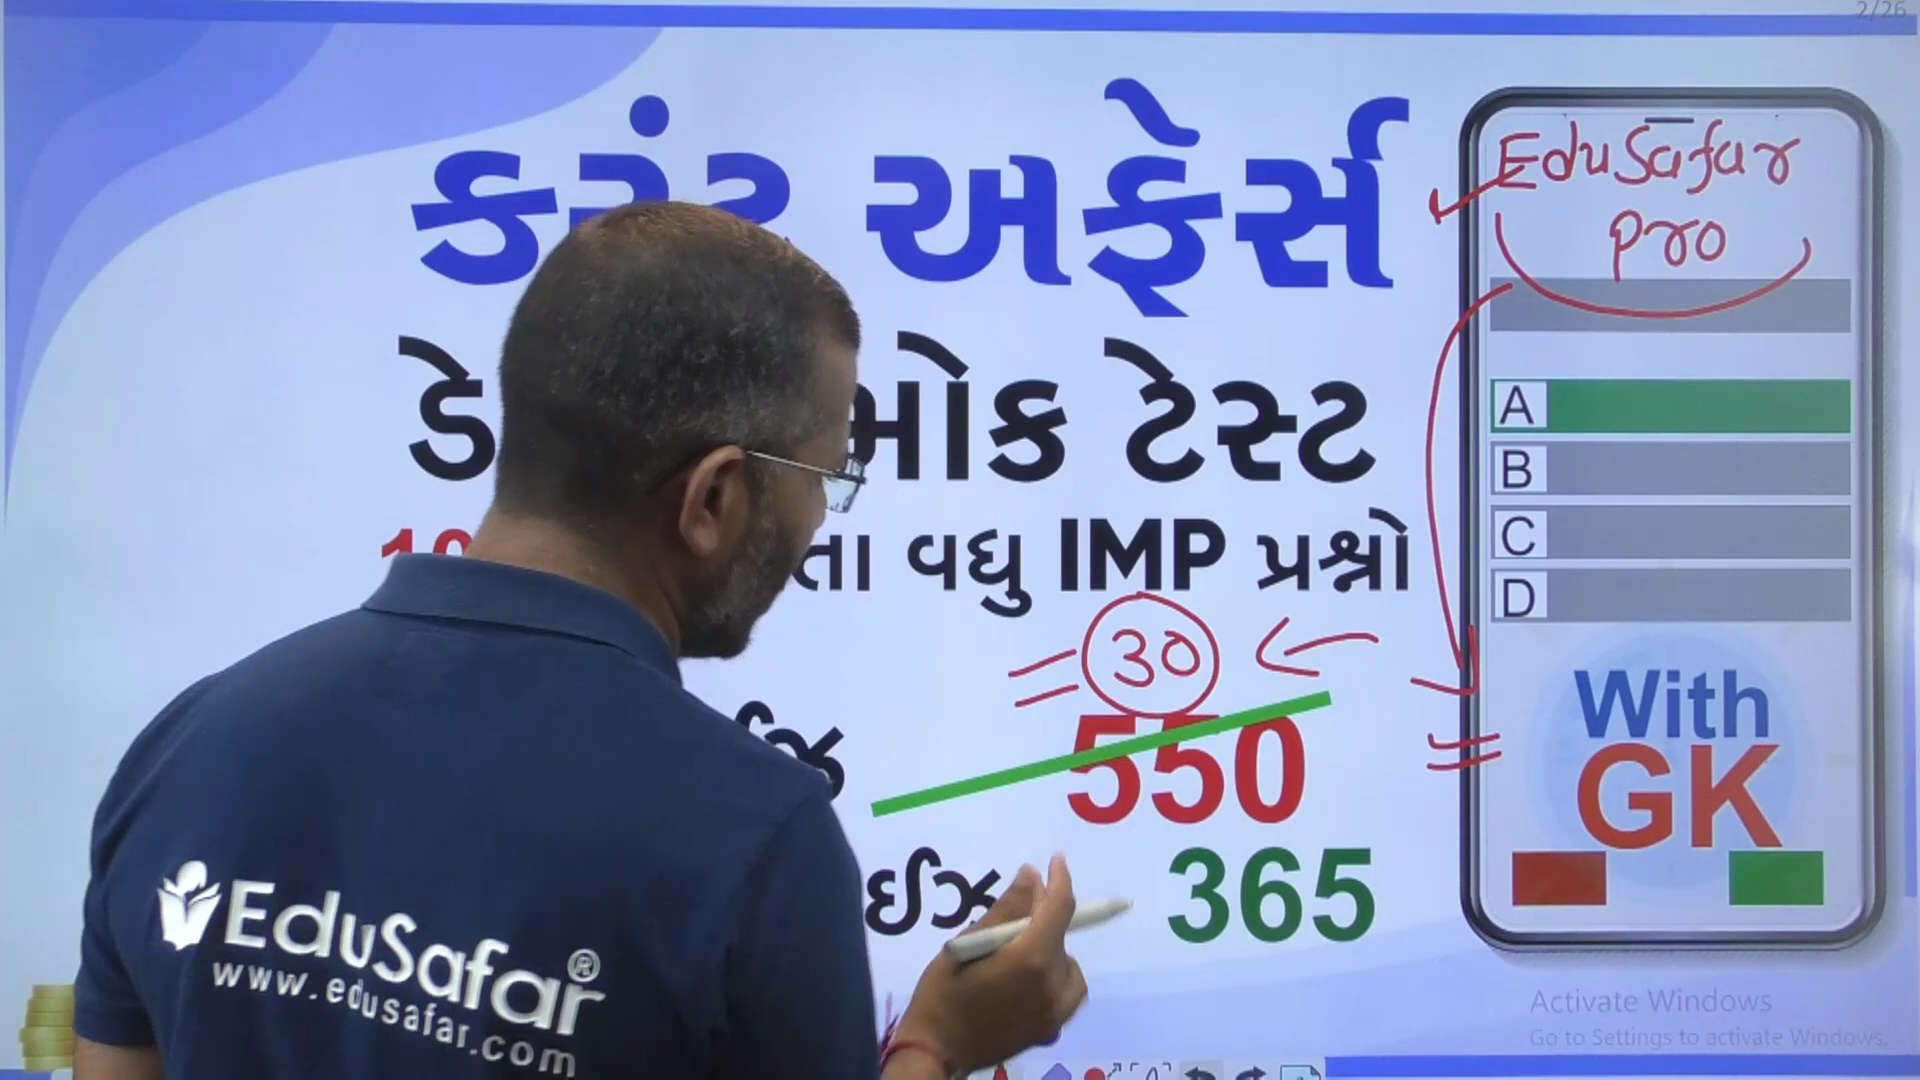 2/26
કરંટ અફેર્સ
મોક ટેસ્ટ
વધુ IMP પ્રશ્નો
30
550
365
EduSafar
Pro
A
B
C
D
With
GK
EduSafar®
www.edusafar.com
Activate Windows
Go to Settings to activate Windows.